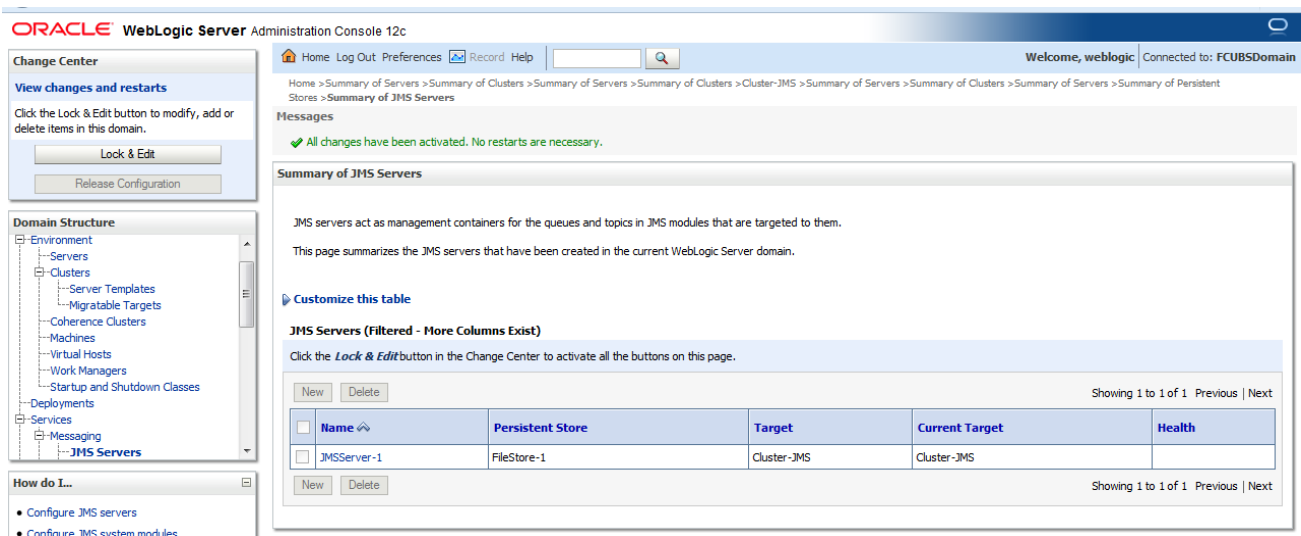 ORACLE WebLogic Server Administration Console 12c
Change Center
View changes and restarts
Click the Lock & Edit button to modify, add or
delete items in this domain.
Lock & Edit
Release Configuration
Domain Structure
Environment
Servers
Clusters
Server Templates
Migratable Targets
Coherence Clusters
Machines
Virtual Hosts
Work Managers
Startup and Shutdown Classes
Deployments
Services
Messaging
JMS Servers
How do I...
Configure JMS servers
Configure JMS system modules
Home Log Out Preferences Record Help
Welcome, weblogic Connected to: FCUBSDomain
Home >Summary of Servers >Summary of Clusters >Summary of Servers >Summary of Clusters >Cluster-JMS >Summary of Servers >Summary of Clusters >Summary of Servers >Summary of Persistent
Stores >Summary of JMS Servers
Messages
All changes have been activated. No restarts are necessary.
Summary of JMS Servers
JMS servers act as management containers for the queues and topics in JMS modules that are targeted to them.
This page summarizes the JMS servers that have been created in the current WebLogic Server domain.
Customize this table
JMS Servers (Filtered - More Columns Exist)
Click the Lock & Edit button in the Change Center to activate all the buttons on this page.
New Delete Showing 1 to 1 of 1 Previous | Next
Name Persistent Store Target Current Target Health
JMSServer-1 FileStore-1 Cluster-JMS Cluster-JMS
New Delete Showing 1 to 1 of 1 Previous | Next